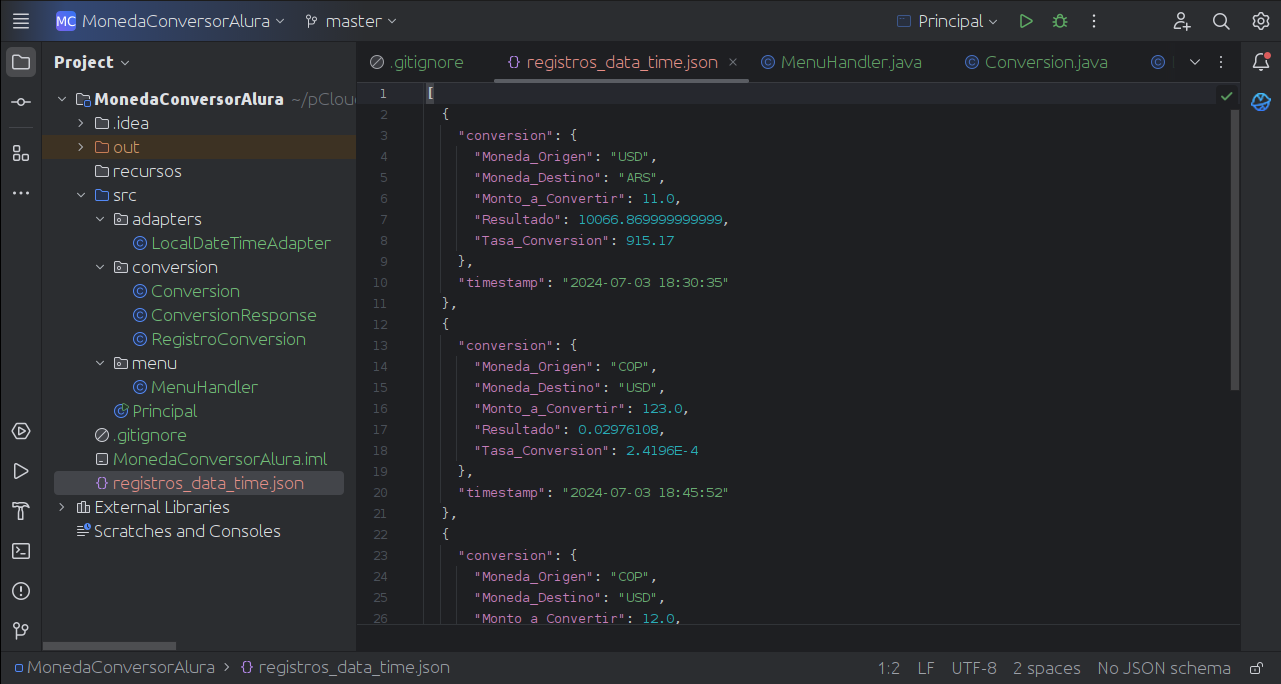 MC MonedaConversorAlura master Principal
Project
MonedaConversorAlura ~/pClou
.idea
out
recursos
src
adapters
LocalDateTimeAdapter
conversion
Conversion
ConversionResponse
RegistroConversion
menu
MenuHandler
Principal
.gitignore
MonedaConversorAlura.iml
{} registros_data_time.json
External Libraries
Scratches and Consoles
.gitignore {} registros_data_time.json × MenuHandler.java Conversion.java
1 [
2 {
3 "conversion": {
4 "Moneda_Origen": "USD",
5 "Moneda_Destino": "ARS",
6 "Monto_a_Convertir": 11.0,
7 "Resultado": 10066.869999999999,
8 "Tasa_Conversion": 915.17
9 },
10 "timestamp": "2024-07-03 18:30:35"
11 },
12 {
13 "conversion": {
14 "Moneda_Origen": "COP",
15 "Moneda_Destino": "USD",
16 "Monto_a_Convertir": 123.0,
17 "Resultado": 0.02976108,
18 "Tasa_Conversion": 2.4196E-4
19 },
20 "timestamp": "2024-07-03 18:45:52"
21 },
22 {
23 "conversion": {
24 "Moneda_Origen": "COP",
25 "Moneda_Destino": "USD",
26 "Monto_a_Convertir": 12.0,
MonedaConversorAlura > {} registros_data_time.json 1:2 LF UTF-8 2 spaces No JSON schema